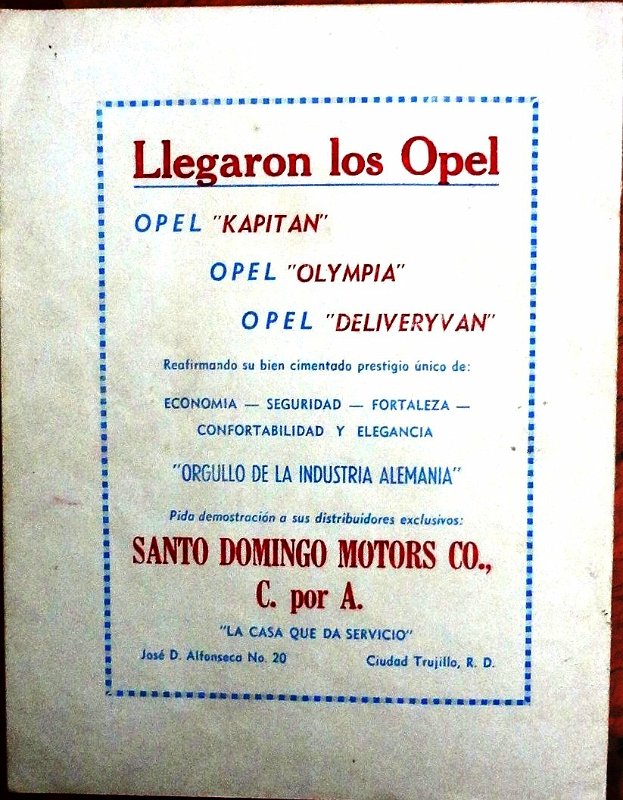 Llegaron los Opel
OPEL "KAPITAN"
OPEL "OLYMPIA"
OPEL "DELIVERYVAN"
Reafirmando su bien cimentado prestigio único de:
ECONOMIA — SEGURIDAD — FORTALEZA —
CONFORTABILIDAD Y ELEGANCIA
"ORGULLO DE LA INDUSTRIA ALEMANIA"
Pida demostración a sus distribuidores exclusivos:
SANTO DOMINGO MOTORS CO.,
C. por A.
"LA CASA QUE DA SERVICIO"
José D. Alfonseca No. 20 Ciudad Trujillo, R. D.